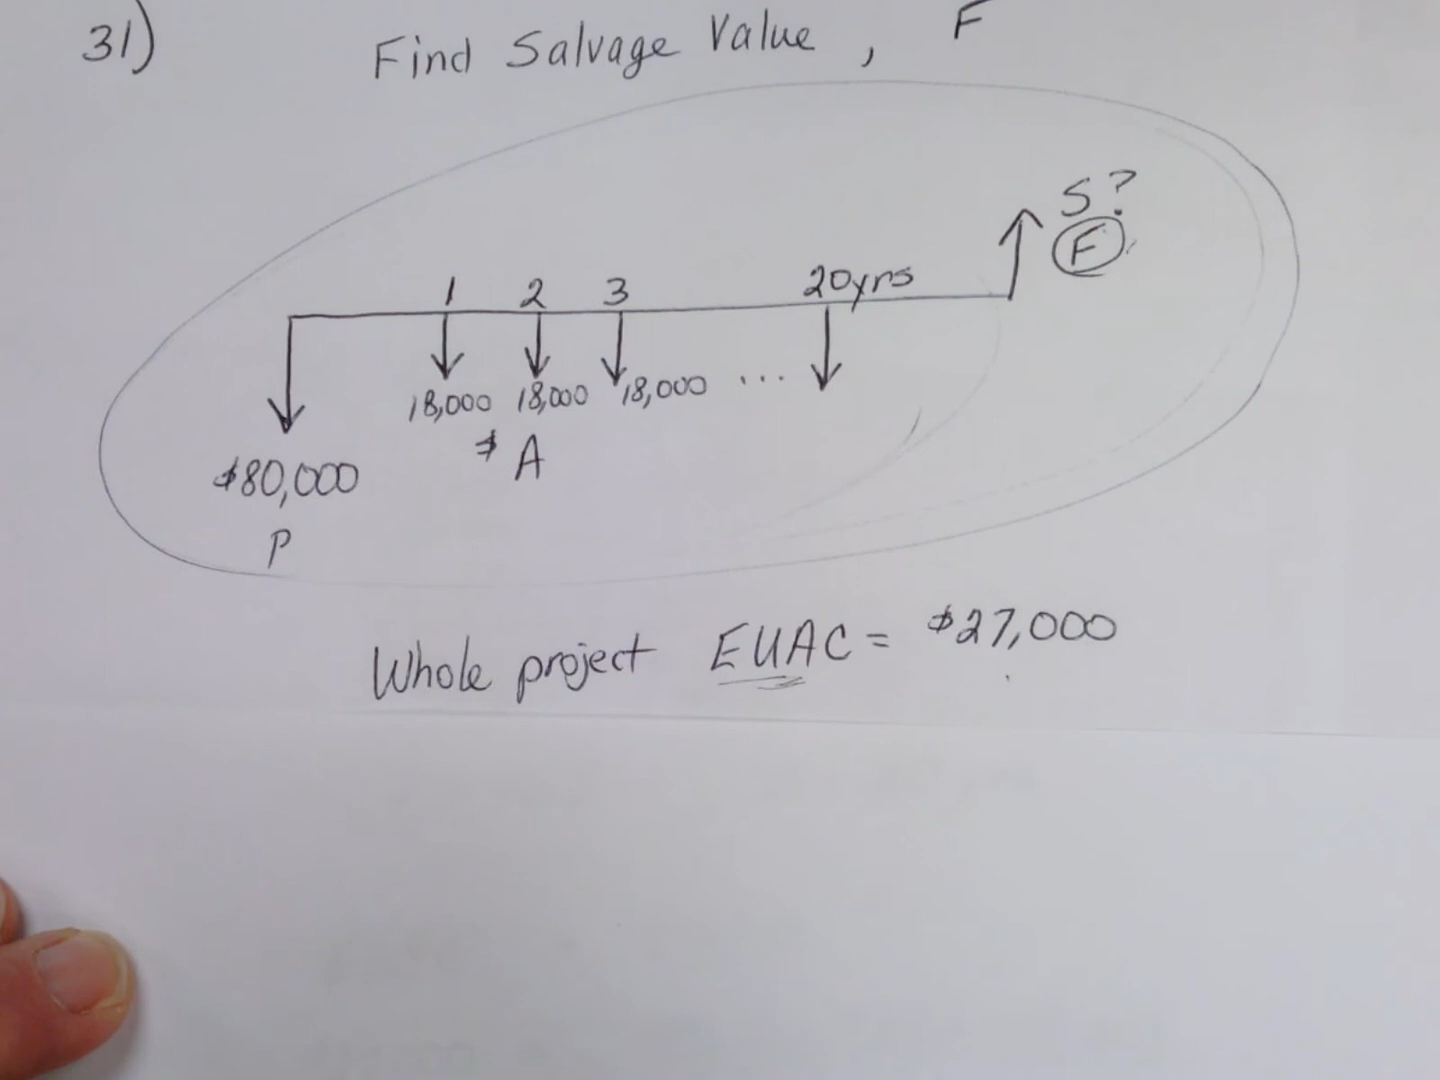 31) Find Salvage Value, F
S?
F
1 2 3 20yrs
18,000 18,000 18,000 ...
$ A
$80,000
P
Whole project EUAC = $27,000